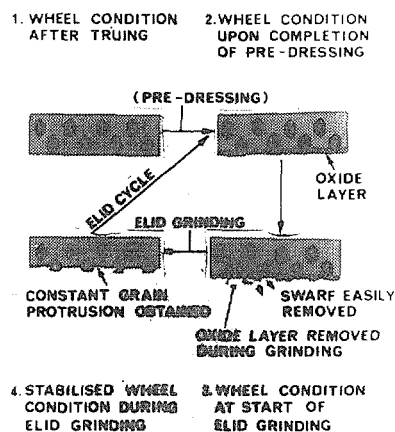 1. WHEEL CONDITION
AFTER TRUING
2. WHEEL CONDITION
UPON COMPLETION
OF PRE-DRESSING
(PRE-DRESSING)
OXIDE
LAYER
ELID CYCLE
ELID GRINDING
CONSTANT GRAIN
PROTRUSION OBTAINED
SWARF EASILY
REMOVED
OXIDE LAYER REMOVED
DURING GRINDING
4. STABILISED WHEEL
CONDITION DURING
ELID GRINDING
3. WHEEL CONDITION
AT START OF
ELID GRINDING